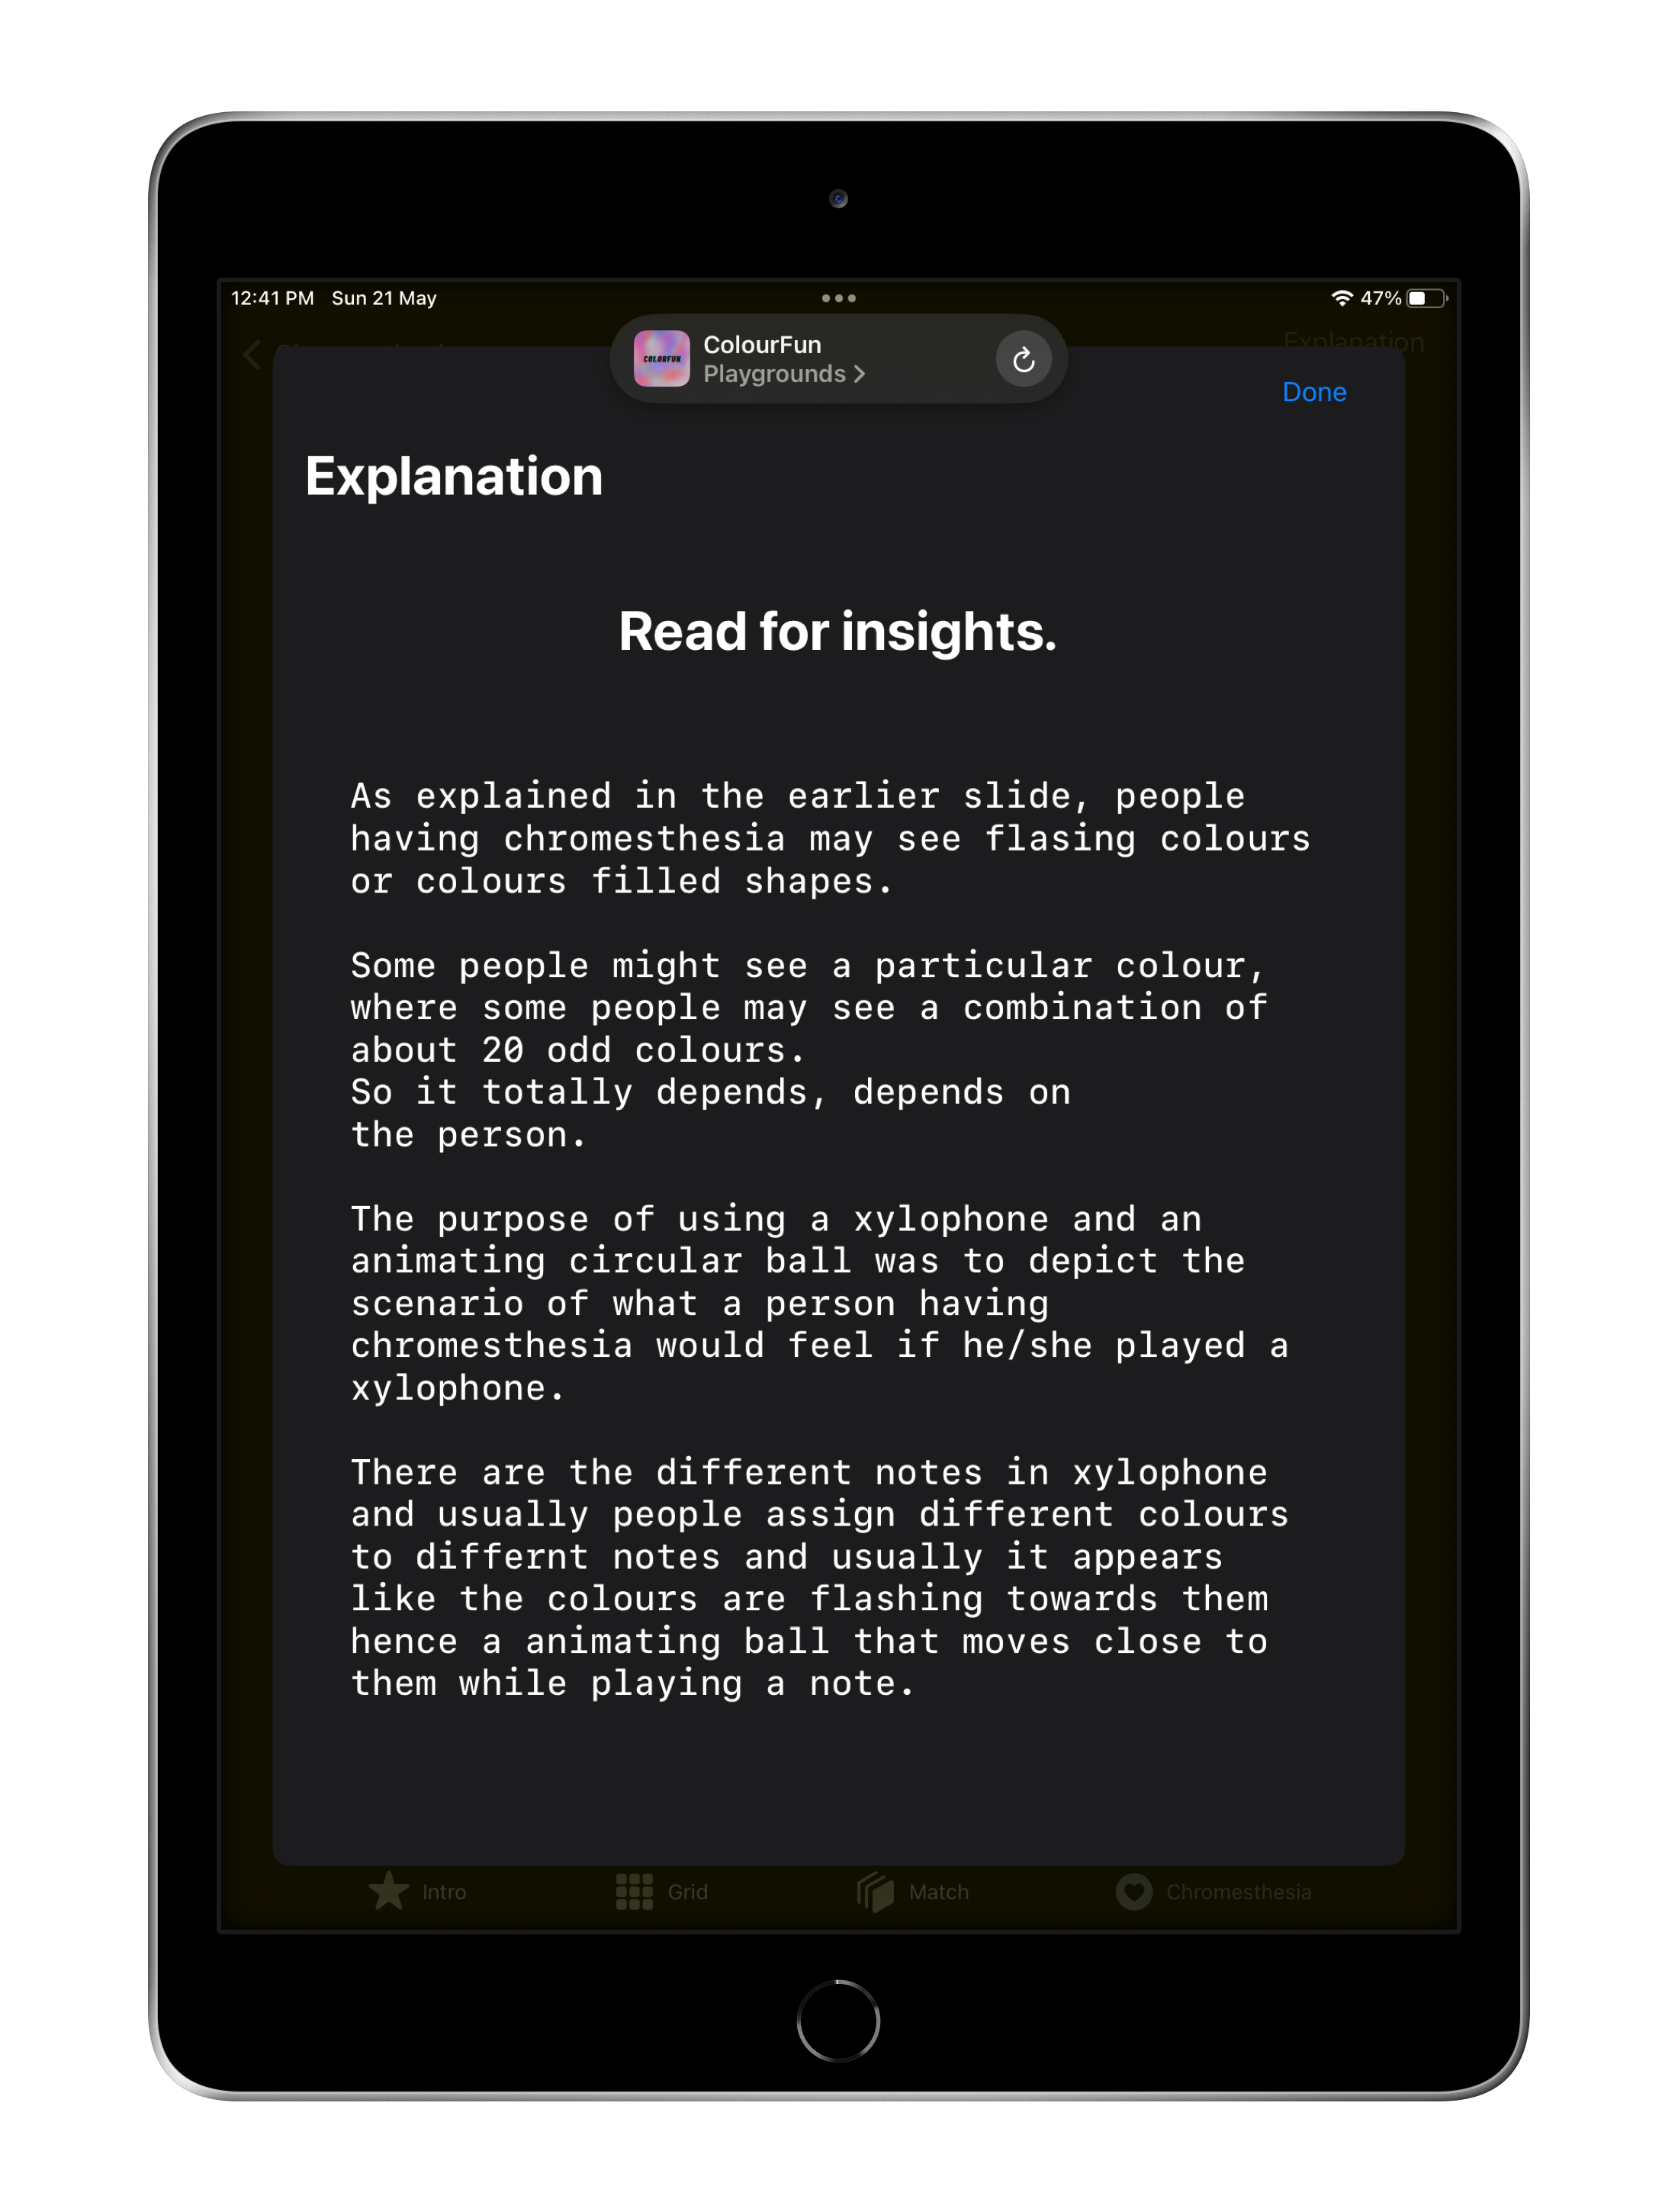 12:41 PM Sun 21 May
47%
Explanation
COLORFUN
ColourFun
Playgrounds
Done
Explanation
Read for insights.
As explained in the earlier slide, people
having chromesthesia may see flasing colours
or colours filled shapes.
Some people might see a particular colour,
where some people may see a combination of
about 20 odd colours.
So it totally depends, depends on
the person.
The purpose of using a xylophone and an
animating circular ball was to depict the
scenario of what a person having
chromesthesia would feel if he/she played a
xylophone.
There are the different notes in xylophone
and usually people assign different colours
to differnt notes and usually it appears
like the colours are flashing towards them
hence a animating ball that moves close to
them while playing a note.
Intro
Grid
Match
Chromesthesia